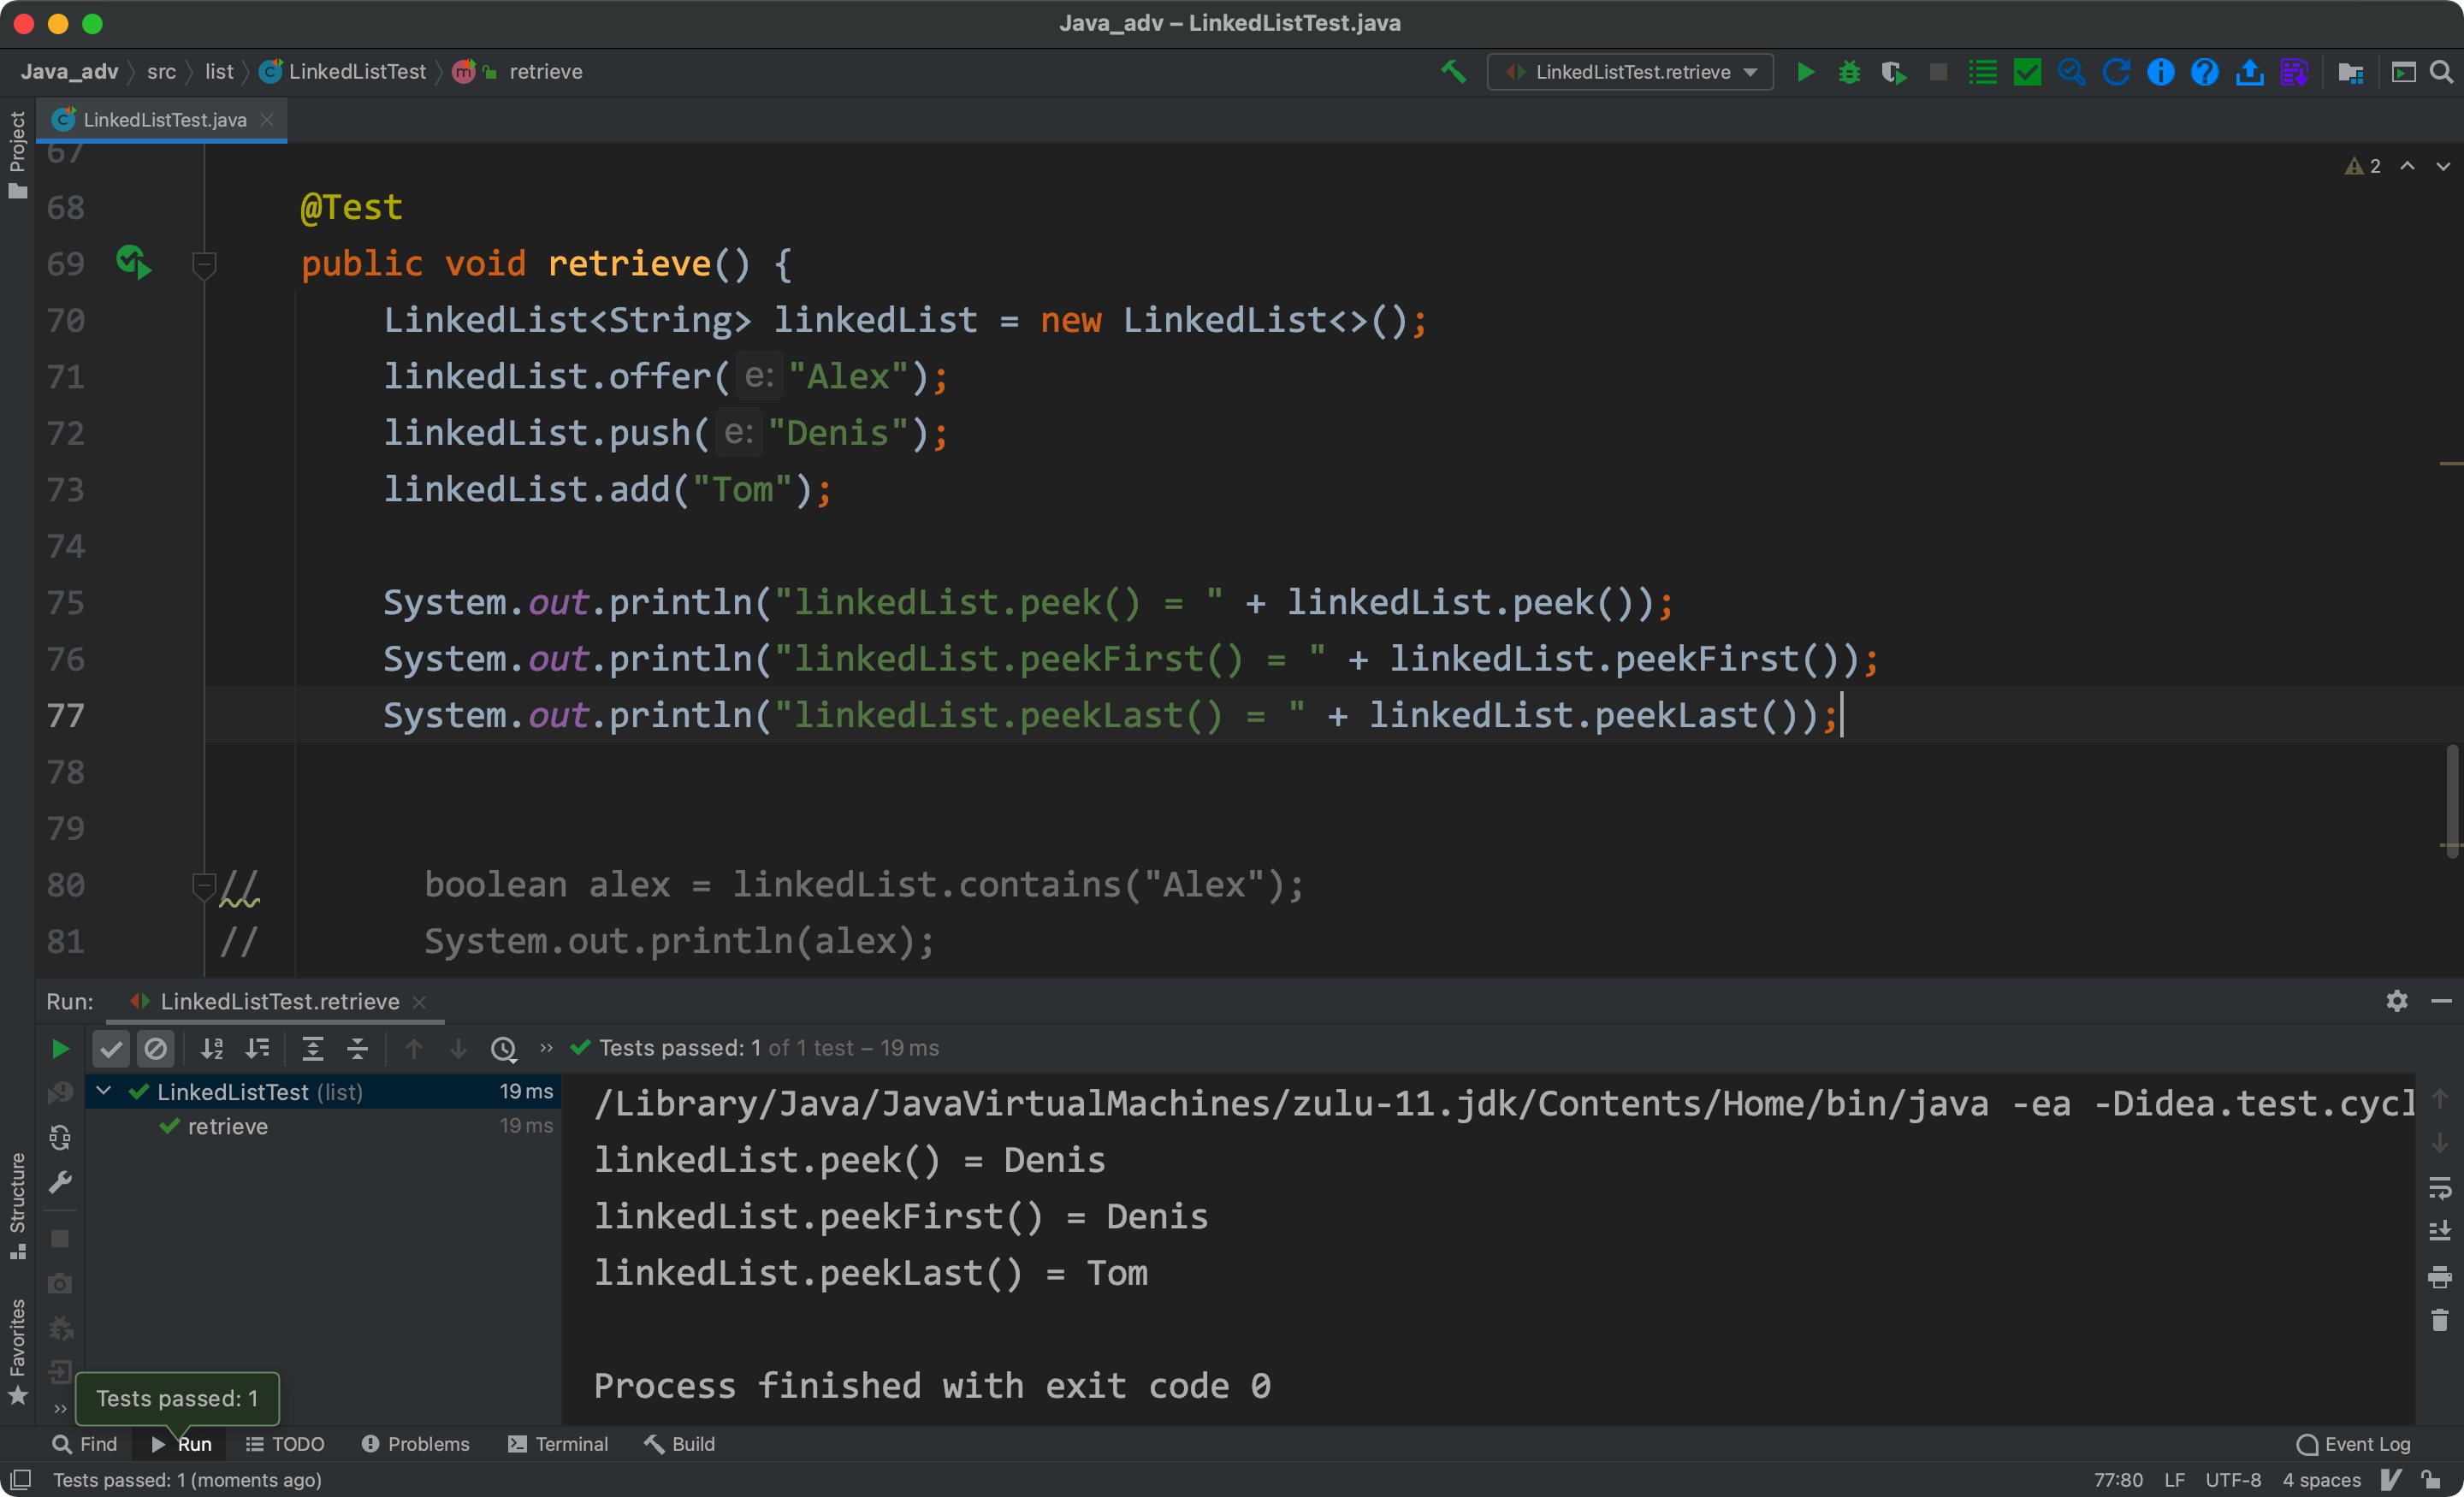 Java_adv – LinkedListTest.java
Java_adv src list LinkedListTest m retrieve LinkedListTest.retrieve
Project
LinkedListTest.java
67
2
68 @Test
69 public void retrieve() {
70 LinkedList<String> linkedList = new LinkedList<>();
71 linkedList.offer( e: "Alex");
72 linkedList.push( e: "Denis");
73 linkedList.add("Tom");
74
75 System.out.println("linkedList.peek() = " + linkedList.peek());
76 System.out.println("linkedList.peekFirst() = " + linkedList.peekFirst());
77 System.out.println("linkedList.peekLast() = " + linkedList.peekLast());
78
79
80 // boolean alex = linkedList.contains("Alex");
81 // System.out.println(alex);
Run: LinkedListTest.retrieve
Tests passed: 1 of 1 test – 19 ms
LinkedListTest (list) 19 ms
retrieve 19 ms
/Library/Java/JavaVirtualMachines/zulu-11.jdk/Contents/Home/bin/java -ea -Didea.test.cycl
linkedList.peek() = Denis
linkedList.peekFirst() = Denis
linkedList.peekLast() = Tom
Process finished with exit code 0
Structure
Favorites
Tests passed: 1
Find Run TODO Problems Terminal Build Event Log
Tests passed: 1 (moments ago) 77:80 LF UTF-8 4 spaces